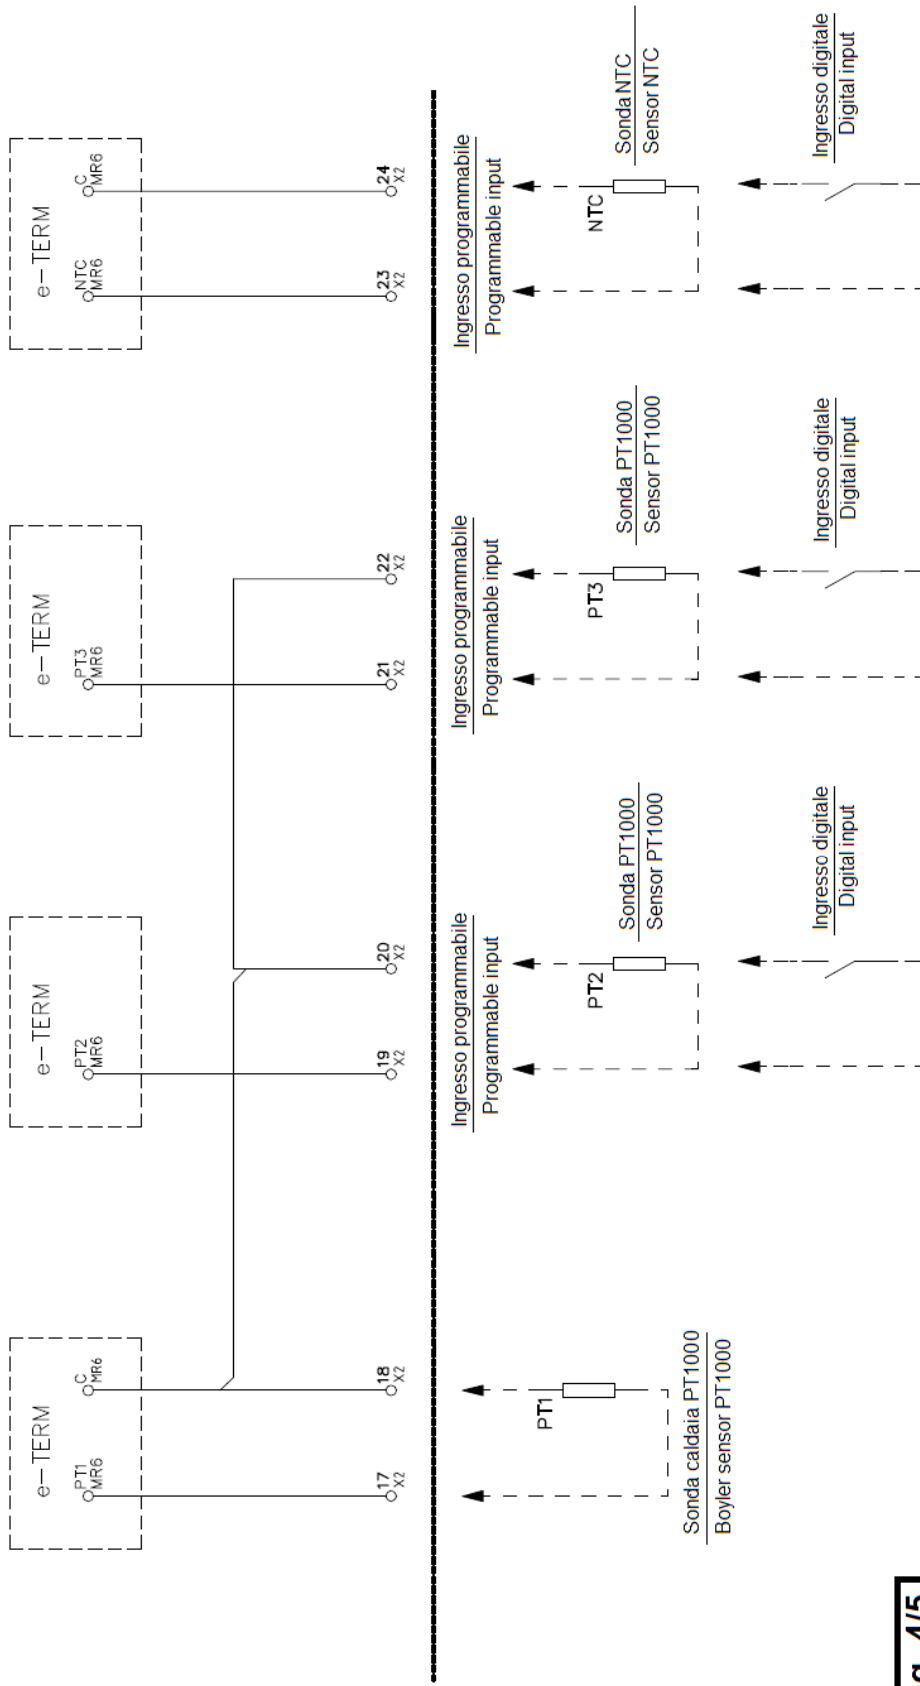 e-TERM
PT1
MR6
C
MR6
17
X2
18
X2
PT1
Sonda caldaia PT1000
Boyler sensor PT1000
e-TERM
PT2
MR6
19
X2
20
X2
Ingresso programmabile
Programmable input
PT2
Sonda PT1000
Sensor PT1000
Ingresso digitale
Digital input
e-TERM
PT3
MR6
21
X2
22
X2
Ingresso programmabile
Programmable input
PT3
Sonda PT1000
Sensor PT1000
Ingresso digitale
Digital input
e-TERM
NTC
MR6
C
MR6
23
X2
24
X2
Ingresso programmabile
Programmable input
NTC
Sonda NTC
Sensor NTC
Ingresso digitale
Digital input
4/5